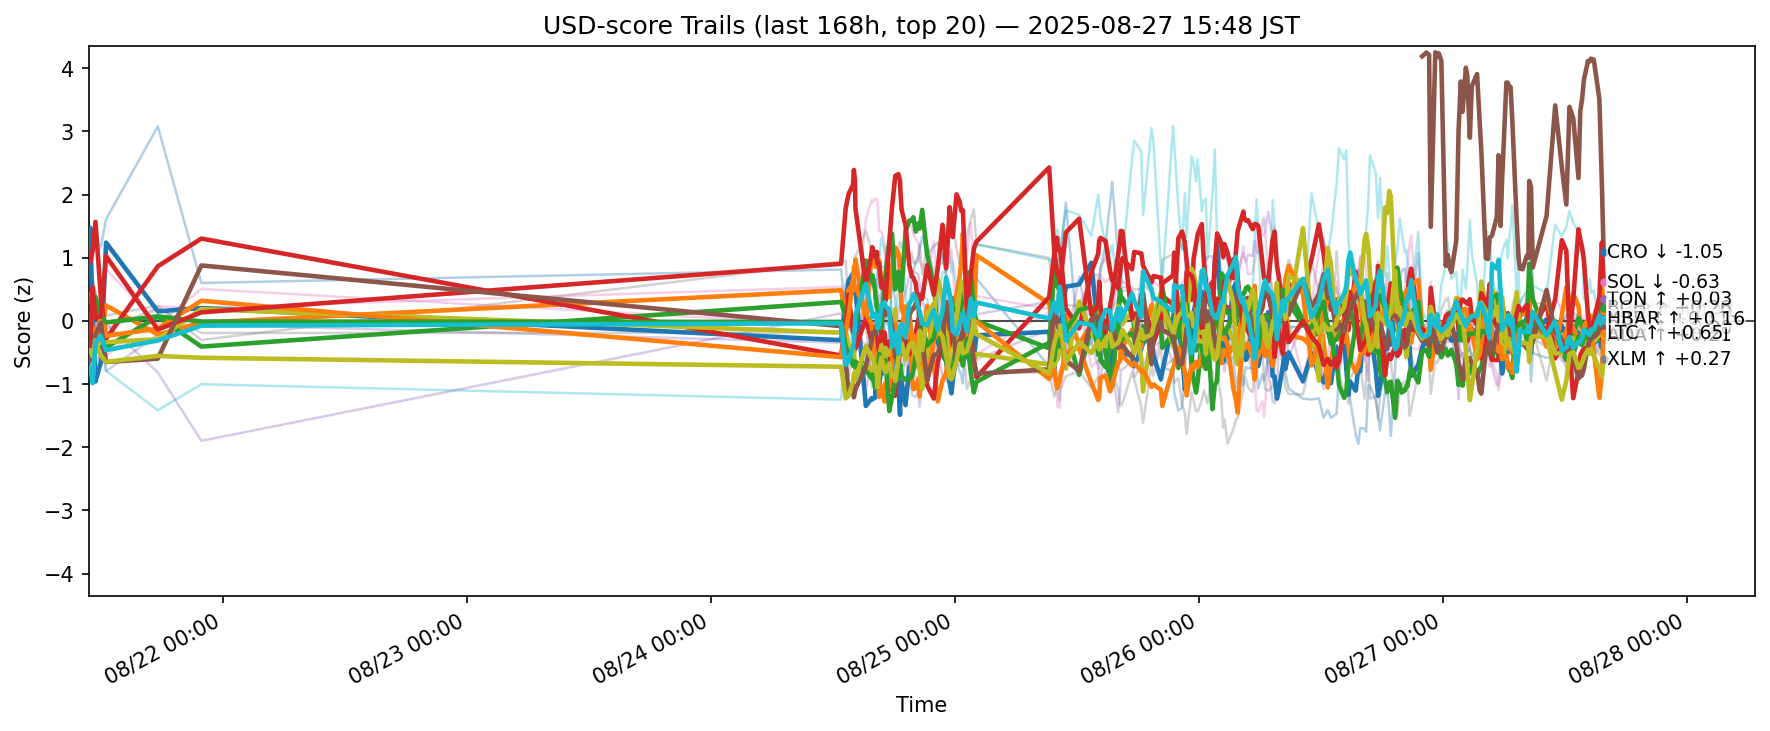 USD-score Trails (last 168h, top 20) — 2025-08-27 15:48 JST
Score (z)
4
3
2
1
0
−1
−2
−3
−4
CRO ↓ -1.05
SOL ↓ -0.63
TON ↑ +0.03
HBAR ↑ +0.16
LTC ↑ +0.65
XLM ↑ +0.27
08/22 00:00
08/23 00:00
08/24 00:00
08/25 00:00
08/26 00:00
08/27 00:00
08/28 00:00
Time